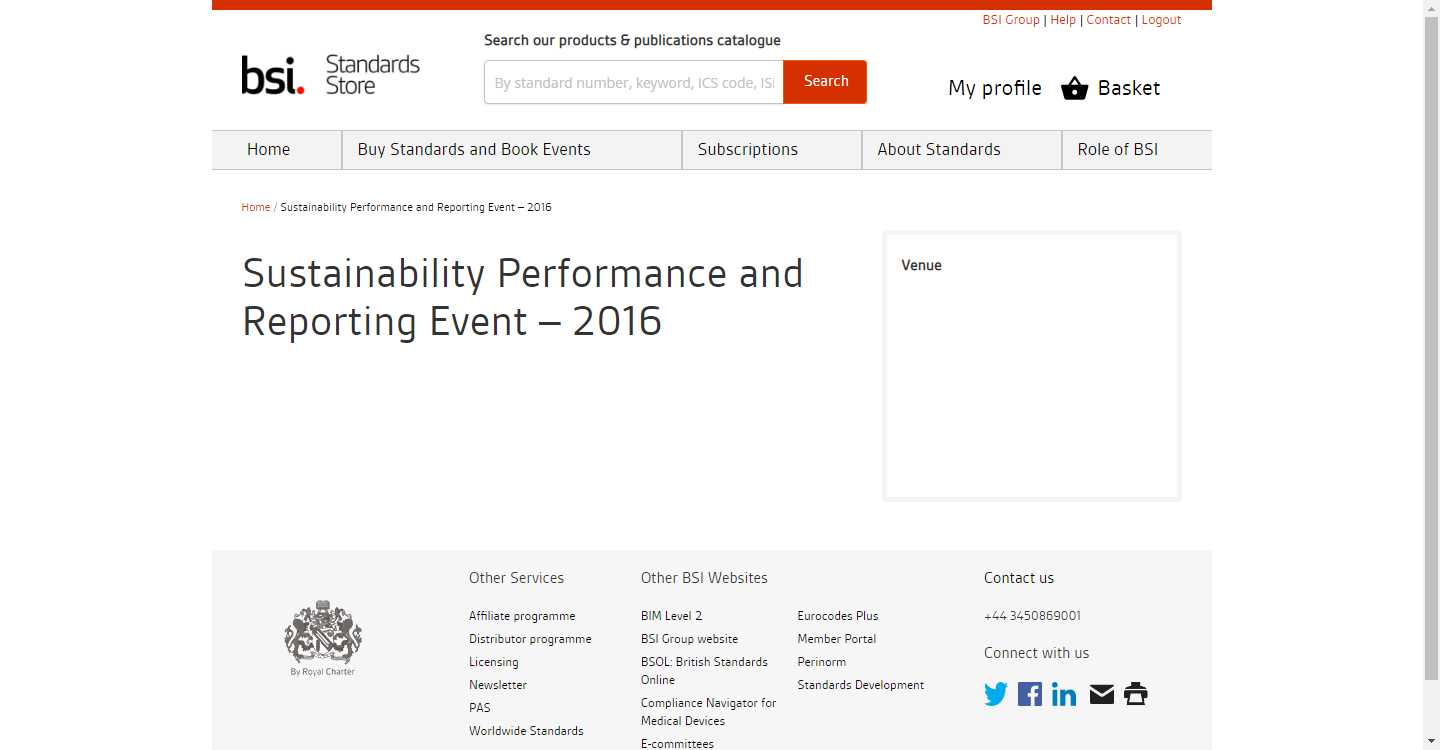 BSI Group | Help | Contact | Logout
Search our products & publications catalogue
bsi. Standards Store
By standard number, keyword, ICS code, ISI
Search
My profile
Basket
Home
Buy Standards and Book Events
Subscriptions
About Standards
Role of BSI
Home / Sustainability Performance and Reporting Event – 2016
Sustainability Performance and
Reporting Event – 2016
Venue
By Royal Charter
Other Services
Affiliate programme
Distributor programme
Licensing
Newsletter
PAS
Worldwide Standards
Other BSI Websites
BIM Level 2
BSI Group website
BSOL: British Standards
Online
Compliance Navigator for
Medical Devices
E-committees
Eurocodes Plus
Member Portal
Perinorm
Standards Development
Contact us
+44 3450869001
Connect with us